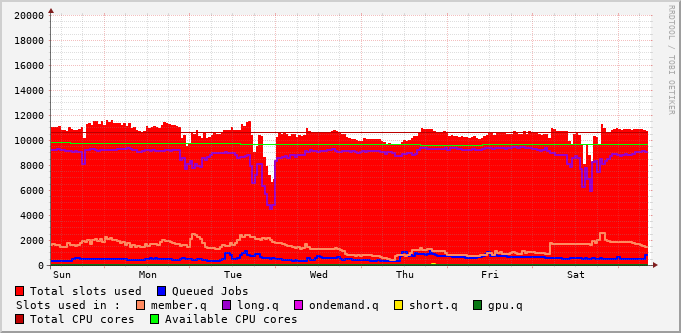 RRDTOOL / TOBI OETIKER
20000
18000
16000
14000
12000
10000
8000
6000
4000
2000
0
Sun Mon Tue Wed Thu Fri Sat
Total slots used Queued Jobs
Slots used in : member.q long.q ondemand.q short.q gpu.q
Total CPU cores Available CPU cores